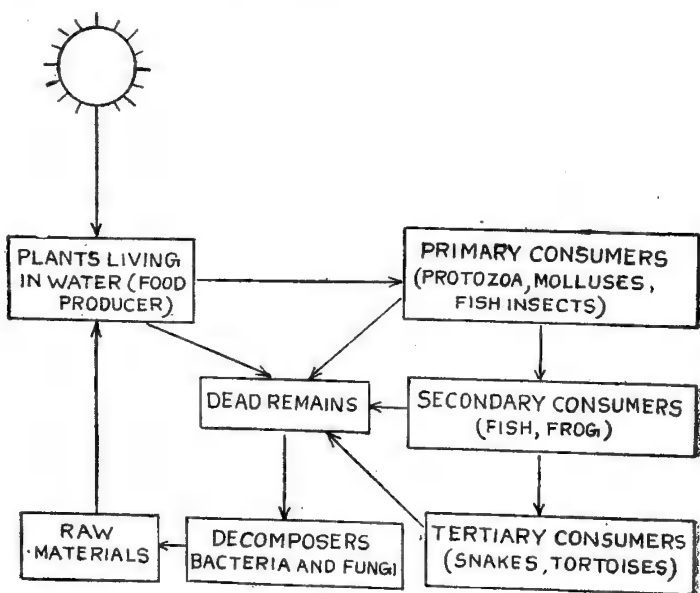 PLANTS LIVING
IN WATER (FOOD
PRODUCER)
PRIMARY CONSUMERS
(PROTOZOA, MOLLUSES,
FISH INSECTS)
DEAD REMAINS
SECONDARY CONSUMERS
(FISH, FROG)
RAW
MATERIALS
DECOMPOSERS
BACTERIA AND FUNGI
TERTIARY CONSUMERS
(SNAKES, TORTOISES)